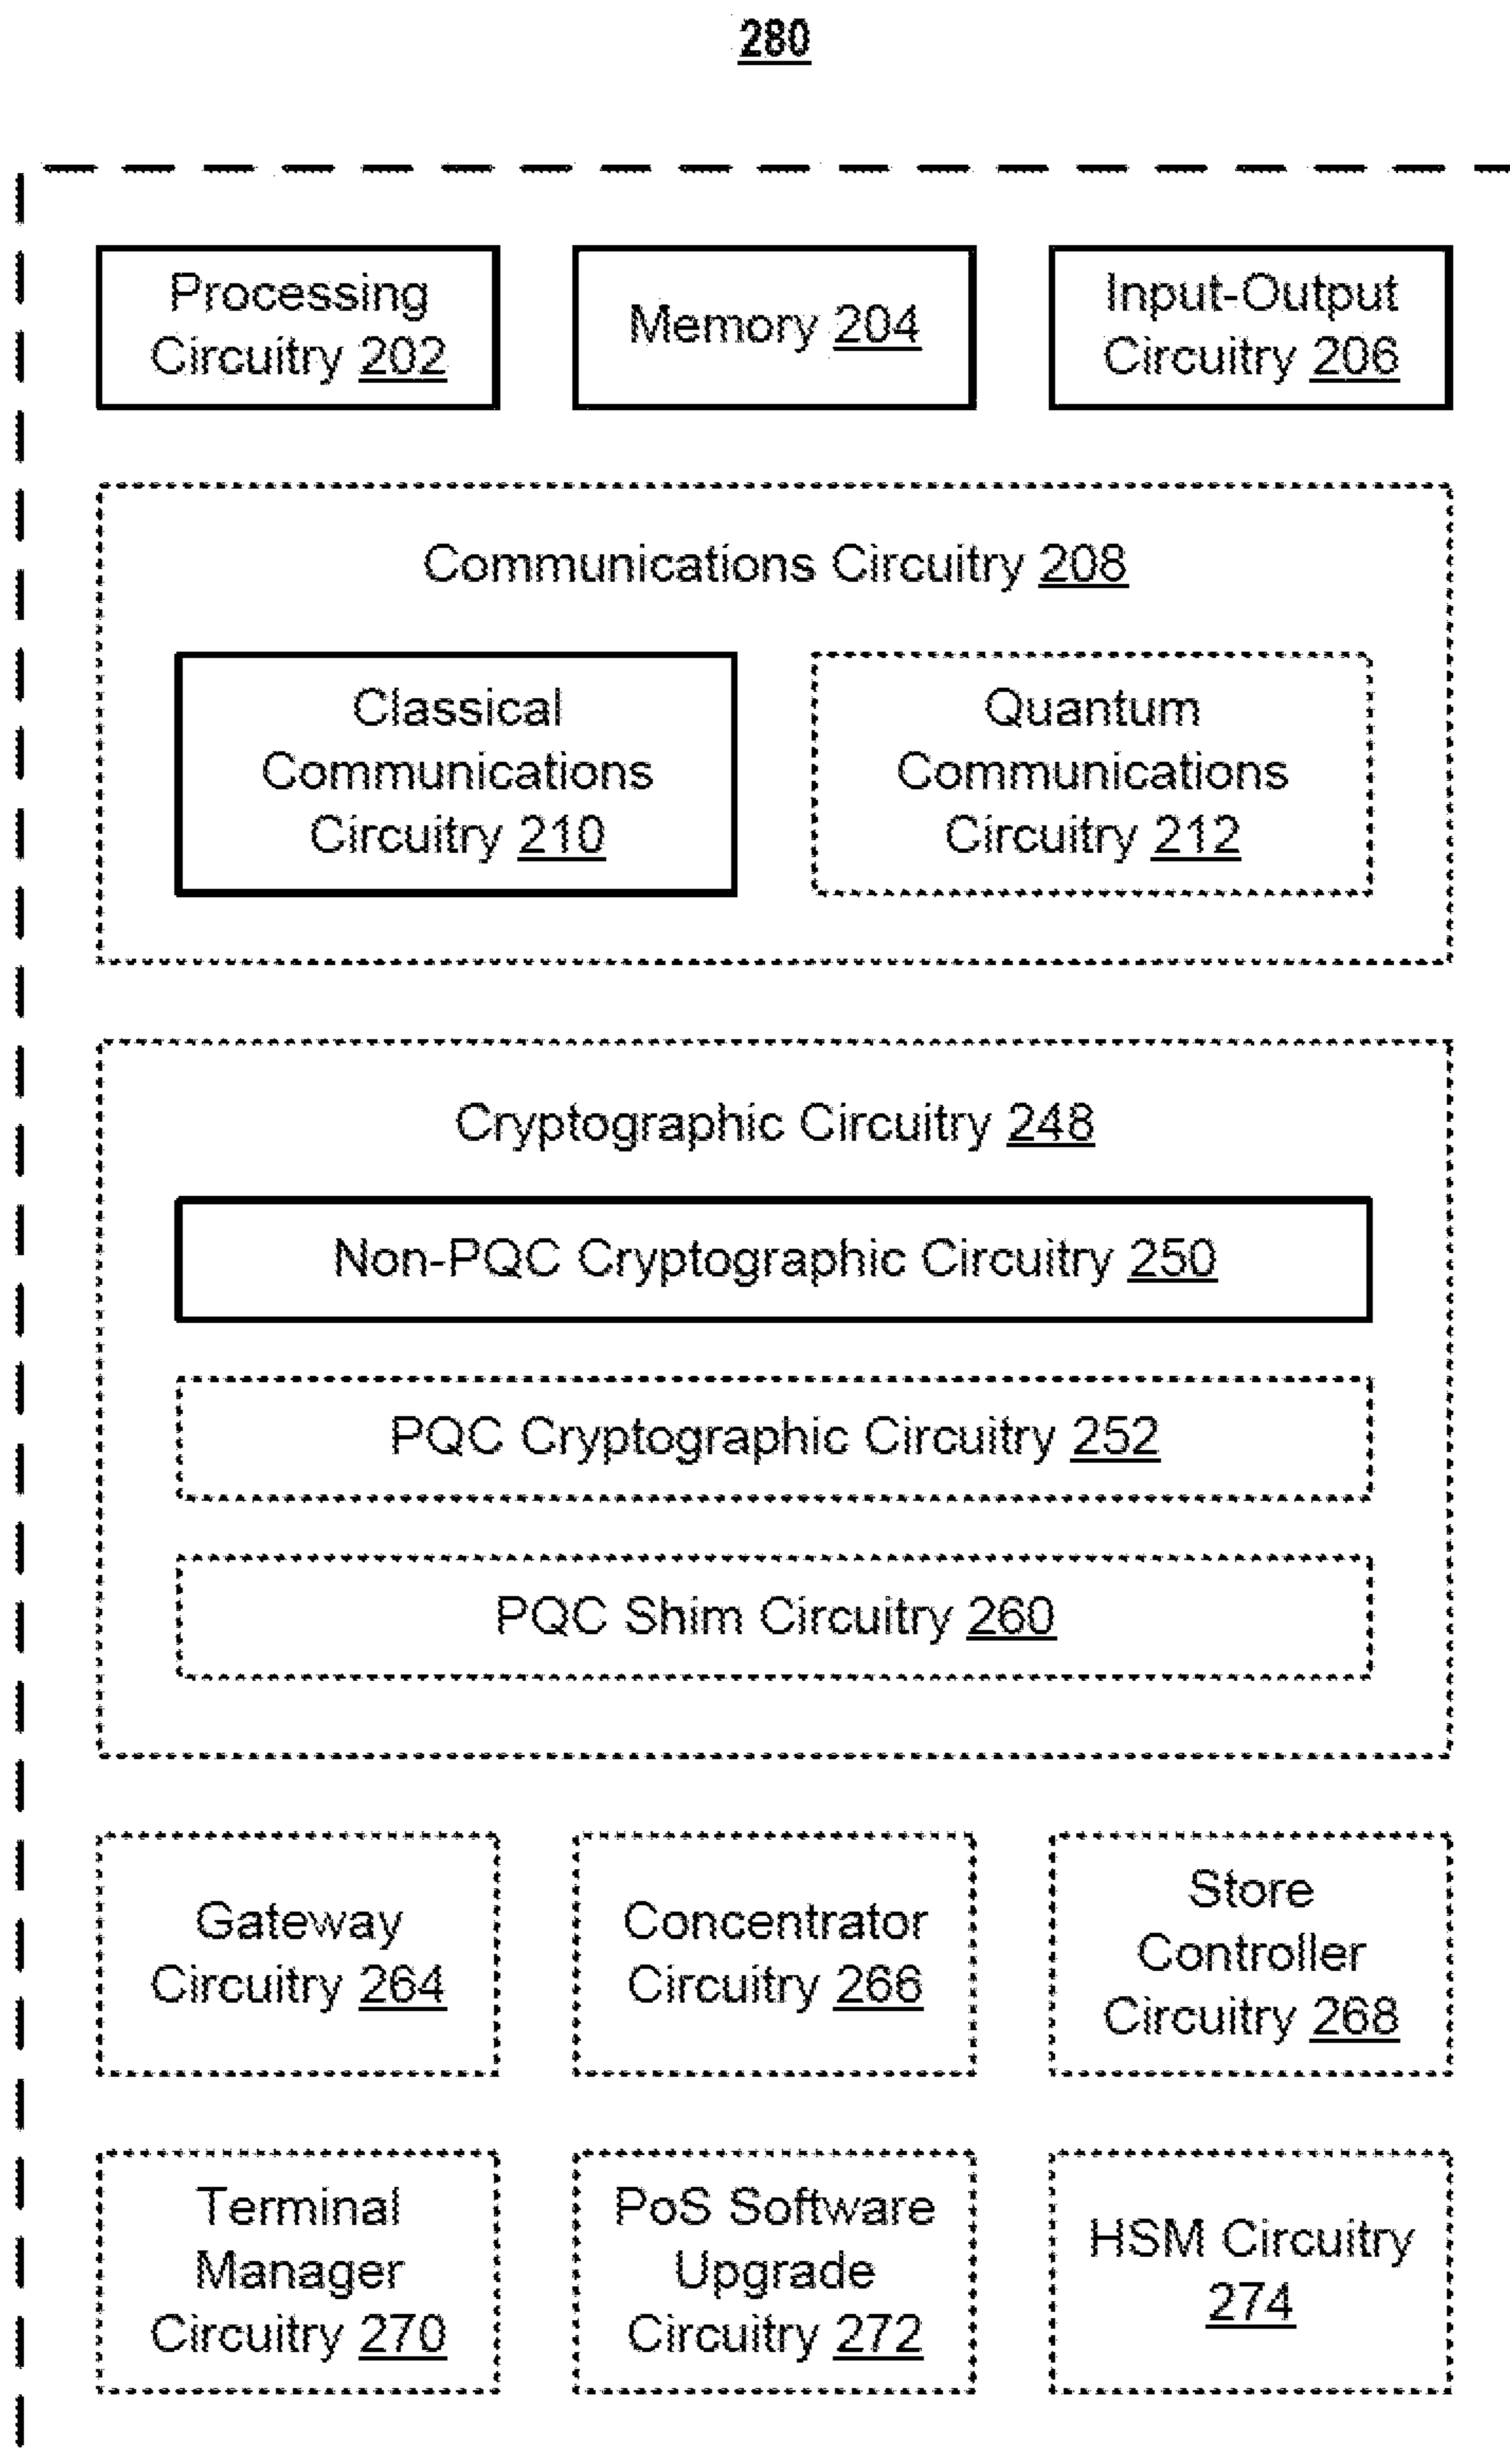 280
Processing
Circuitry 202
Memory 204
Input-Output
Circuitry 206
Communications Circuitry 208
Classical
Communications
Circuitry 210
Quantum
Communications
Circuitry 212
Cryptographic Circuitry 248
Non-PQC Cryptographic Circuitry 250
PQC Cryptographic Circuitry 252
PQC Shim Circuitry 260
Gateway
Circuitry 264
Concentrator
Circuitry 266
Store
Controller
Circuitry 268
Terminal
Manager
Circuitry 270
PoS Software
Upgrade
Circuitry 272
HSM Circuitry
274